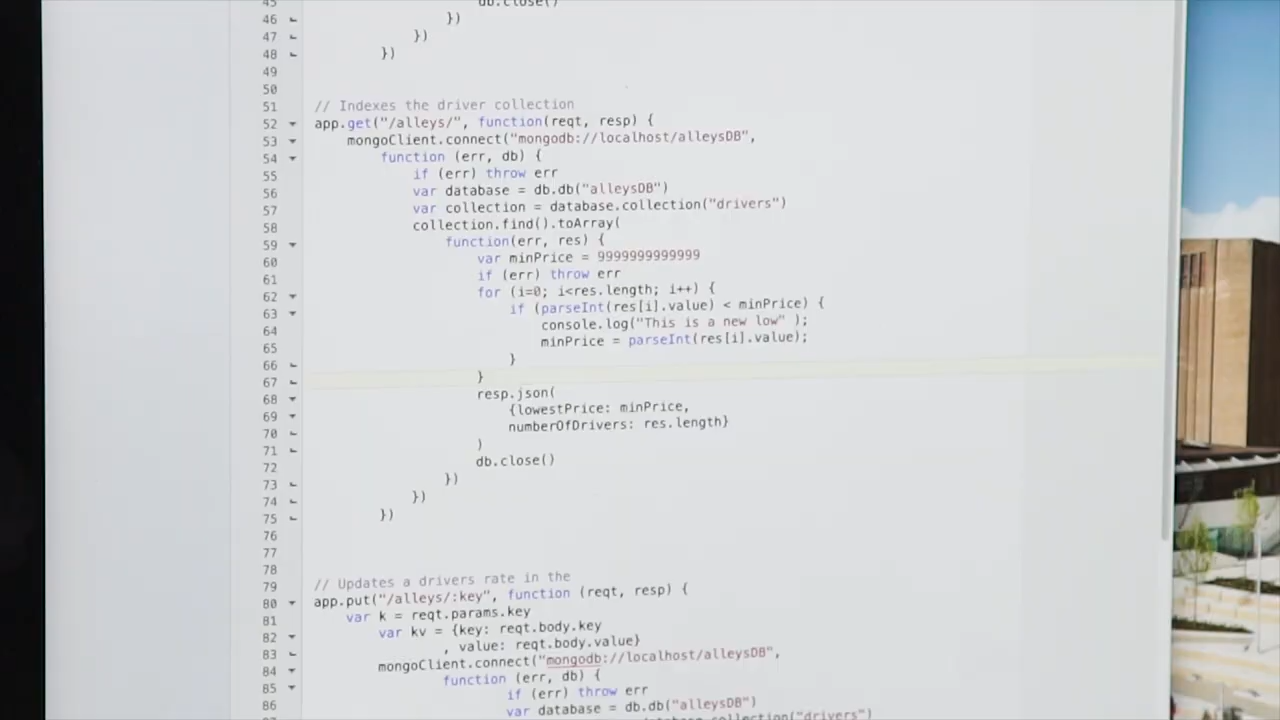 45 db.close()
46 })
47 })
48 })
49
50
51 // Indexes the driver collection
52 app.get("/alleys/", function(reqt, resp) {
53 mongoClient.connect("mongodb://localhost/alleysDB",
54 function (err, db) {
55 if (err) throw err
56 var database = db.db("alleysDB")
57 var collection = database.collection("drivers")
58 collection.find().toArray(
59 function(err, res) {
60 var minPrice = 9999999999999
61 if (err) throw err
62 for (i=0; i<res.length; i++) {
63 if (parseInt(res[i].value) < minPrice) {
64 console.log("This is a new low" );
65 minPrice = parseInt(res[i].value);
66 }
67 }
68 resp.json(
69 {lowestPrice: minPrice,
70 numberOfDrivers: res.length}
71 )
72 db.close()
73 })
74 })
75 })
76
77
78
79 // Updates a drivers rate in the
80 app.put("/alleys/:key", function (reqt, resp) {
81 var k = reqt.params.key
82 var kv = {key: reqt.body.key
83 , value: reqt.body.value}
84 mongoClient.connect("mongodb://localhost/alleysDB",
85 function (err, db) {
86 if (err) throw err
var database = db.db("alleysDB")
database.collection("drivers")